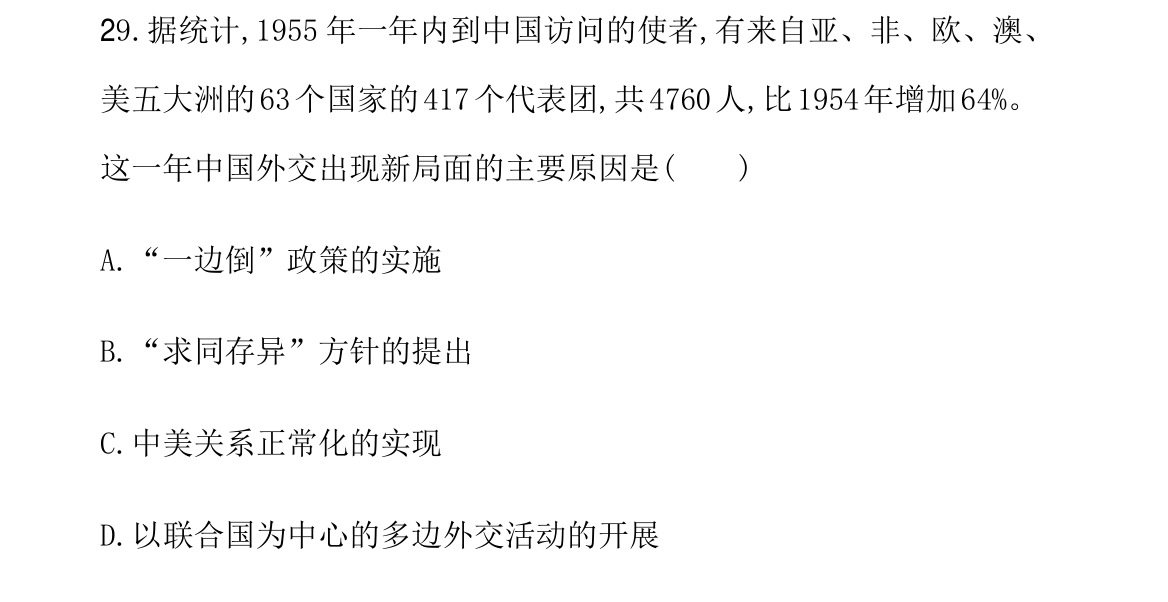 29.据统计,1955 年一年内到中国访问的使者,有来自亚、非、欧、澳、
美五大洲的63个国家的417个代表团,共4760人,比1954年增加64%。
这一年中国外交出现新局面的主要原因是(　　)
A.“一边倒”政策的实施
B.“求同存异”方针的提出
C.中美关系正常化的实现
D.以联合国为中心的多边外交活动的开展